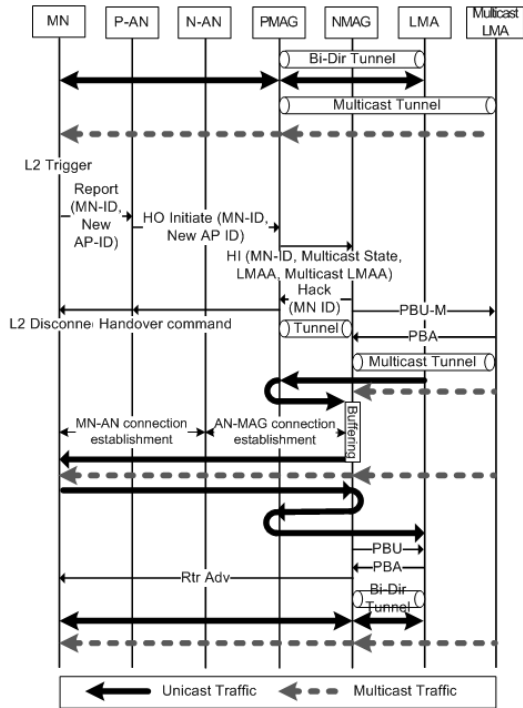 MN P-AN N-AN PMAG NMAG LMA Multicast
LMA
Bi-Dir Tunnel
Multicast Tunnel
L2 Trigger
Report
(MN-ID,
New
AP-ID)
HO Initiate (MN-ID,
New AP ID)
HI (MN-ID, Multicast State,
LMAA, Multicast LMAA)
Hack
(MN ID)
PBU-M
L2 Disconne Handover command
Tunnel
PBA
Multicast Tunnel
Buffering
MN-AN connection
establishment
AN-MAG connection
establishment
PBU
PBA
Rtr Adv
Bi-Dir
Tunnel
Unicast Traffic
Multicast Traffic